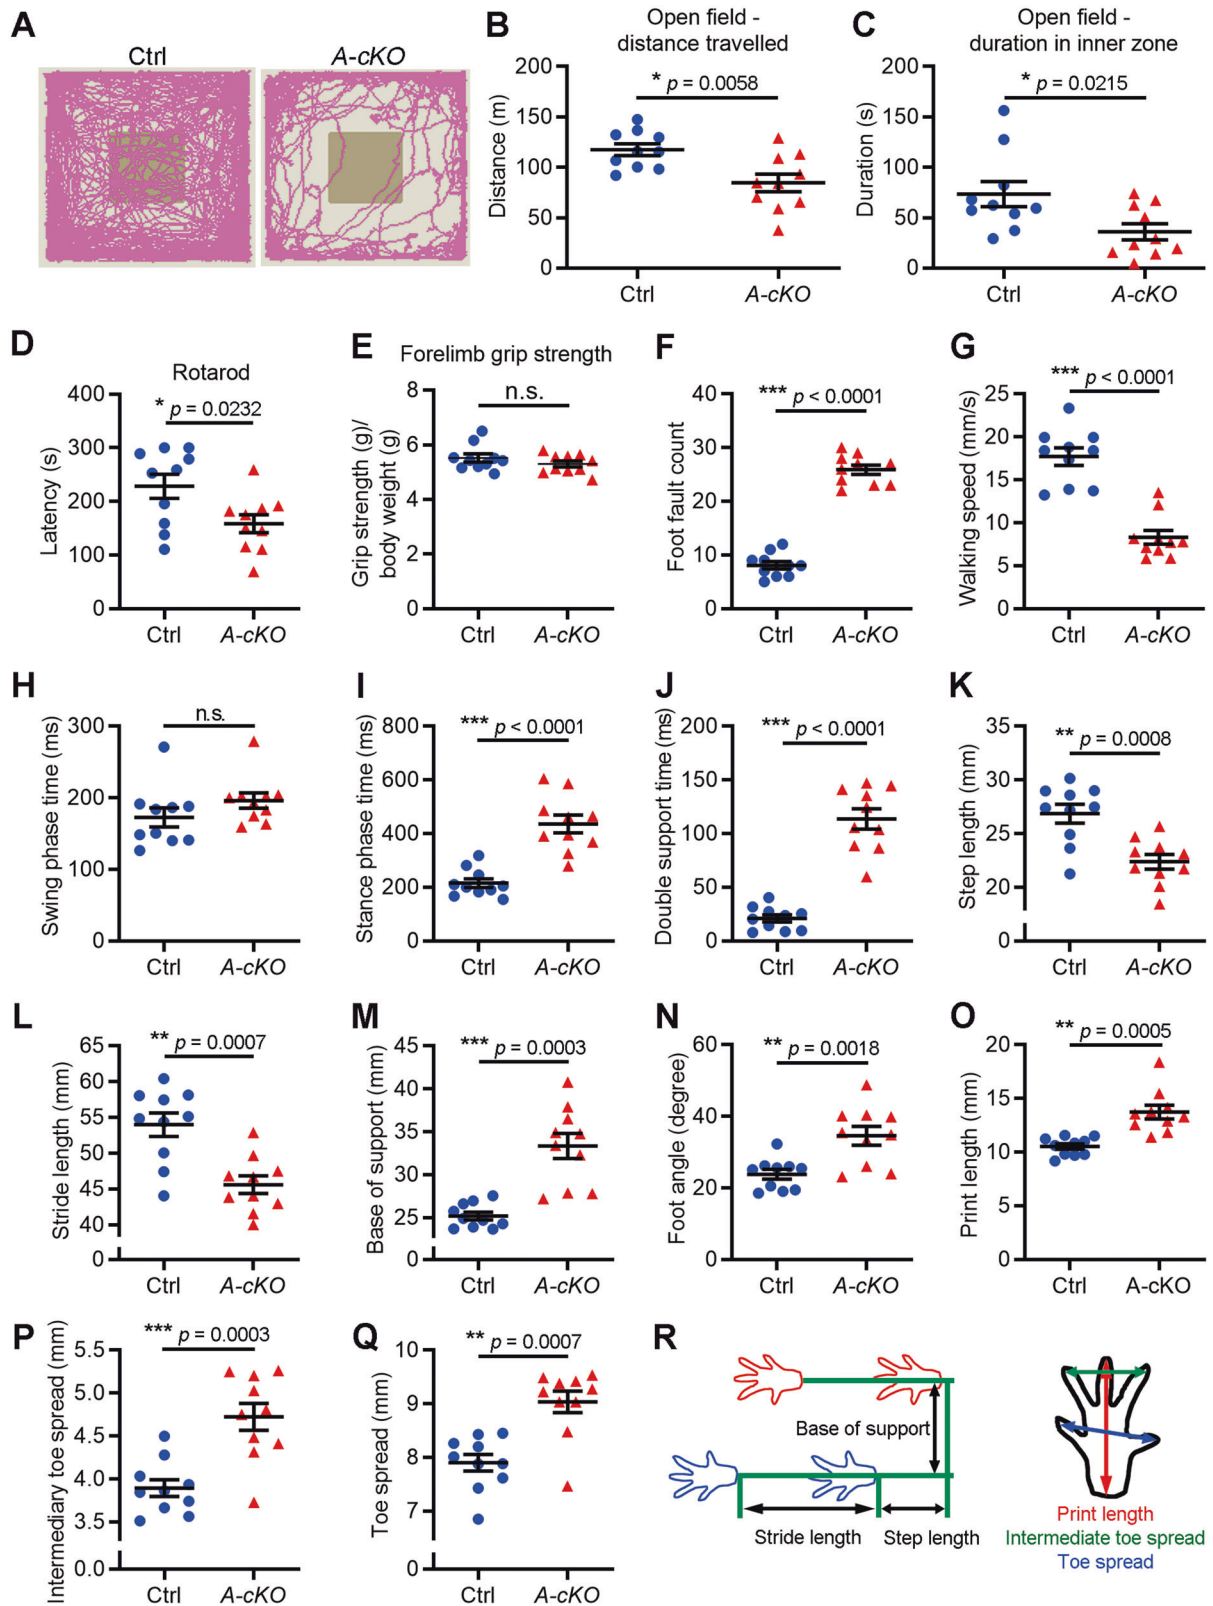 A
Ctrl
A-cKO
B
Open field -
distance travelled
* p = 0.0058
Distance (m)
200
150
100
50
0
Ctrl
A-cKO
C
Open field -
duration in inner zone
* p = 0.0215
Duration (s)
200
150
100
50
0
Ctrl
A-cKO
D
Rotarod
* p = 0.0232
Latency (s)
400
300
200
100
0
Ctrl
A-cKO
E
Forelimb grip strength
n.s.
Grip strength (g)/
body weight (g)
8
6
4
2
0
Ctrl
A-cKO
F
*** p < 0.0001
Foot fault count
40
30
20
10
0
Ctrl
A-cKO
G
*** p < 0.0001
Walking speed (mm/s)
25
20
15
10
5
0
Ctrl
A-cKO
H
n.s.
Swing phase time (ms)
300
200
100
0
Ctrl
A-cKO
I
*** p < 0.0001
Stance phase time (ms)
800
600
400
200
0
Ctrl
A-cKO
J
*** p < 0.0001
Double support time (ms)
200
150
100
50
0
Ctrl
A-cKO
K
** p = 0.0008
Step length (mm)
35
30
25
20
0
Ctrl
A-cKO
L
** p = 0.0007
Stride length (mm)
65
60
55
50
45
40
0
Ctrl
A-cKO
M
*** p = 0.0003
Base of support (mm)
45
40
35
30
25
0
Ctrl
A-cKO
N
** p = 0.0018
Foot angle (degree)
60
40
20
0
Ctrl
A-cKO
O
** p = 0.0005
Print length (mm)
20
15
10
0
Ctrl
A-cKO
P
*** p = 0.0003
Intermediary toe spread (mm)
5.5
5.0
4.5
4.0
3.5
0.0
Ctrl
A-cKO
Q
** p = 0.0007
Toe spread (mm)
10
9
8
7
0
Ctrl
A-cKO
R
Base of support
Stride length
Step length
Print length
Intermediate toe spread
Toe spread